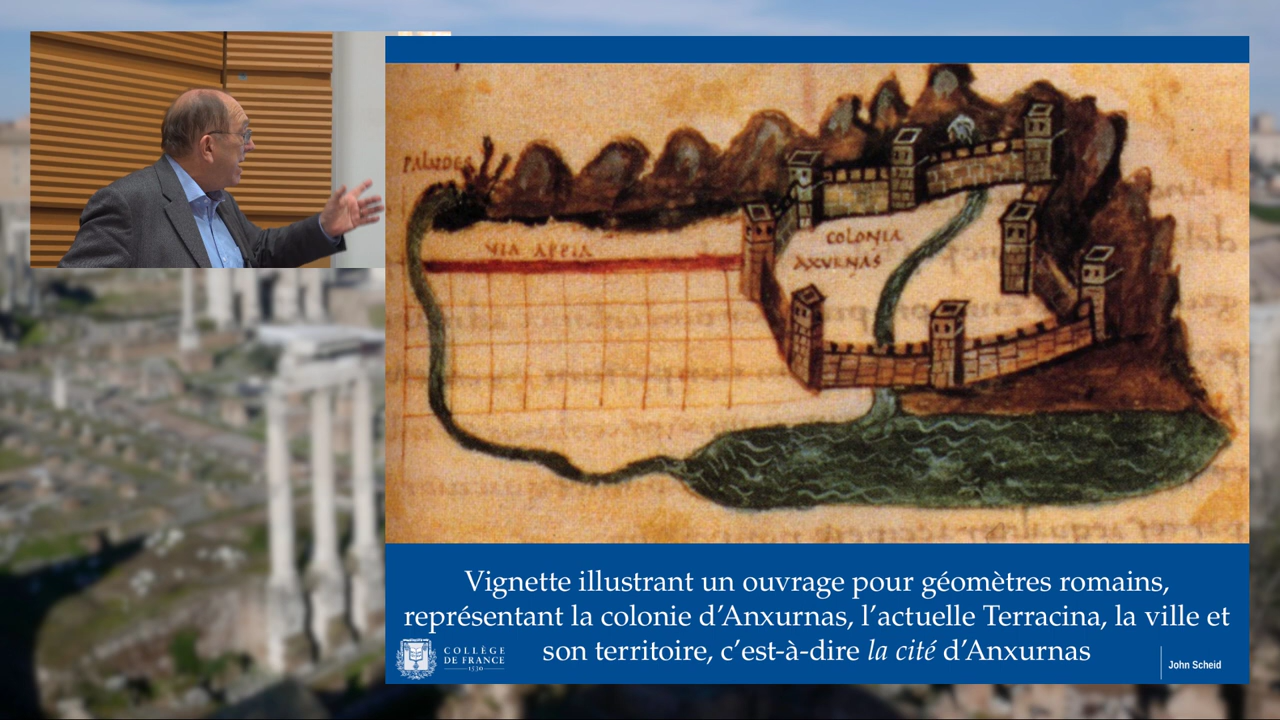 PALUDES
VIA APPIA
COLONIA
AXURNAS
Vignette illustrant un ouvrage pour géomètres romains,
représentant la colonie d’Anxurnas, l’actuelle Terracina, la ville et
son territoire, c’est-à-dire la cité d’Anxurnas
COLLÈGE
DE FRANCE
1530
John Scheid